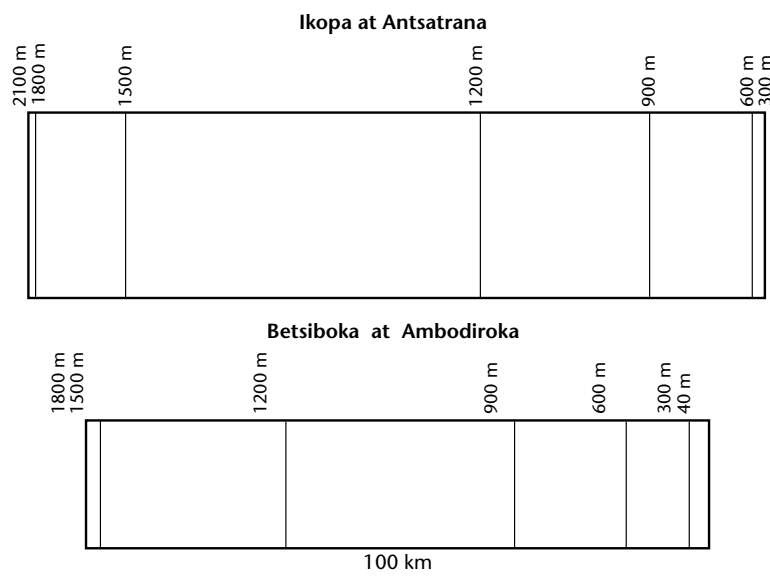 Ikopa at Antsatrana
2100 m
1800 m
1500 m
1200 m
900 m
600 m
300 m
Betsiboka at Ambodiroka
1800 m
1500 m
1200 m
900 m
600 m
300 m
40 m
100 km